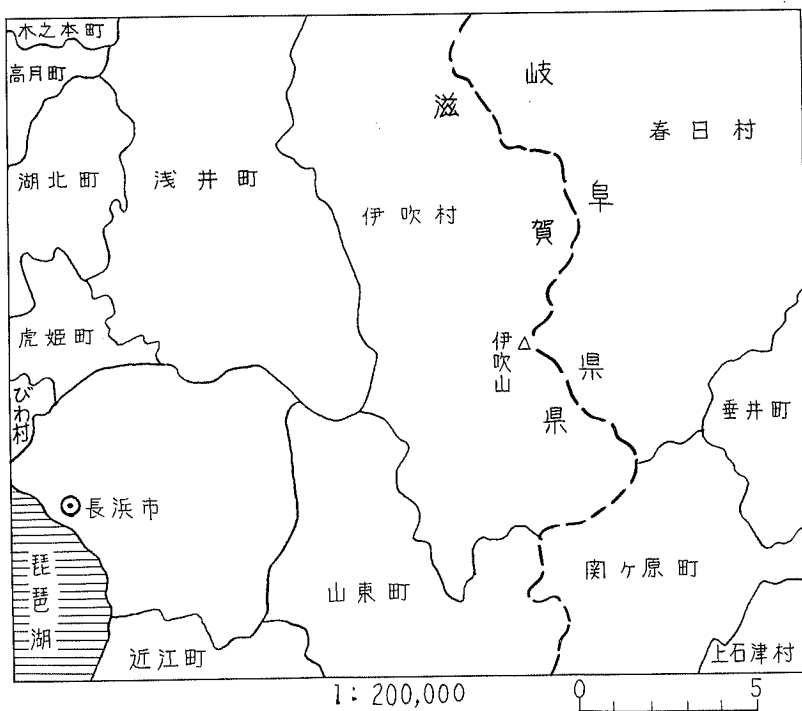 木之本町
高月町
湖北町
浅井町
伊吹村
滋賀県
岐阜県
春日村
虎姫町
伊吹山
びわ村
垂井町
長浜市
琵琶湖
山東町
関ヶ原町
近江町
上石津村
1:200,000
0 5